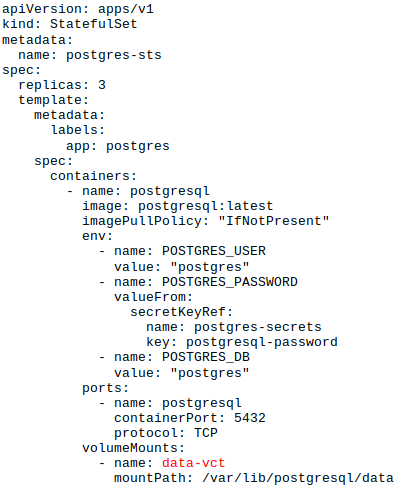 apiVersion: apps/v1
kind: StatefulSet
metadata:
  name: postgres-sts
spec:
  replicas: 3
  template:
    metadata:
      labels:
        app: postgres
    spec:
      containers:
        - name: postgresql
          image: postgresql:latest
          imagePullPolicy: "IfNotPresent"
          env:
            - name: POSTGRES_USER
              value: "postgres"
            - name: POSTGRES_PASSWORD
              valueFrom:
                secretKeyRef:
                  name: postgres-secrets
                  key: postgresql-password
            - name: POSTGRES_DB
              value: "postgres"
          ports:
            - name: postgresql
              containerPort: 5432
              protocol: TCP
          volumeMounts:
            - name: data-vct
              mountPath: /var/lib/postgresql/data